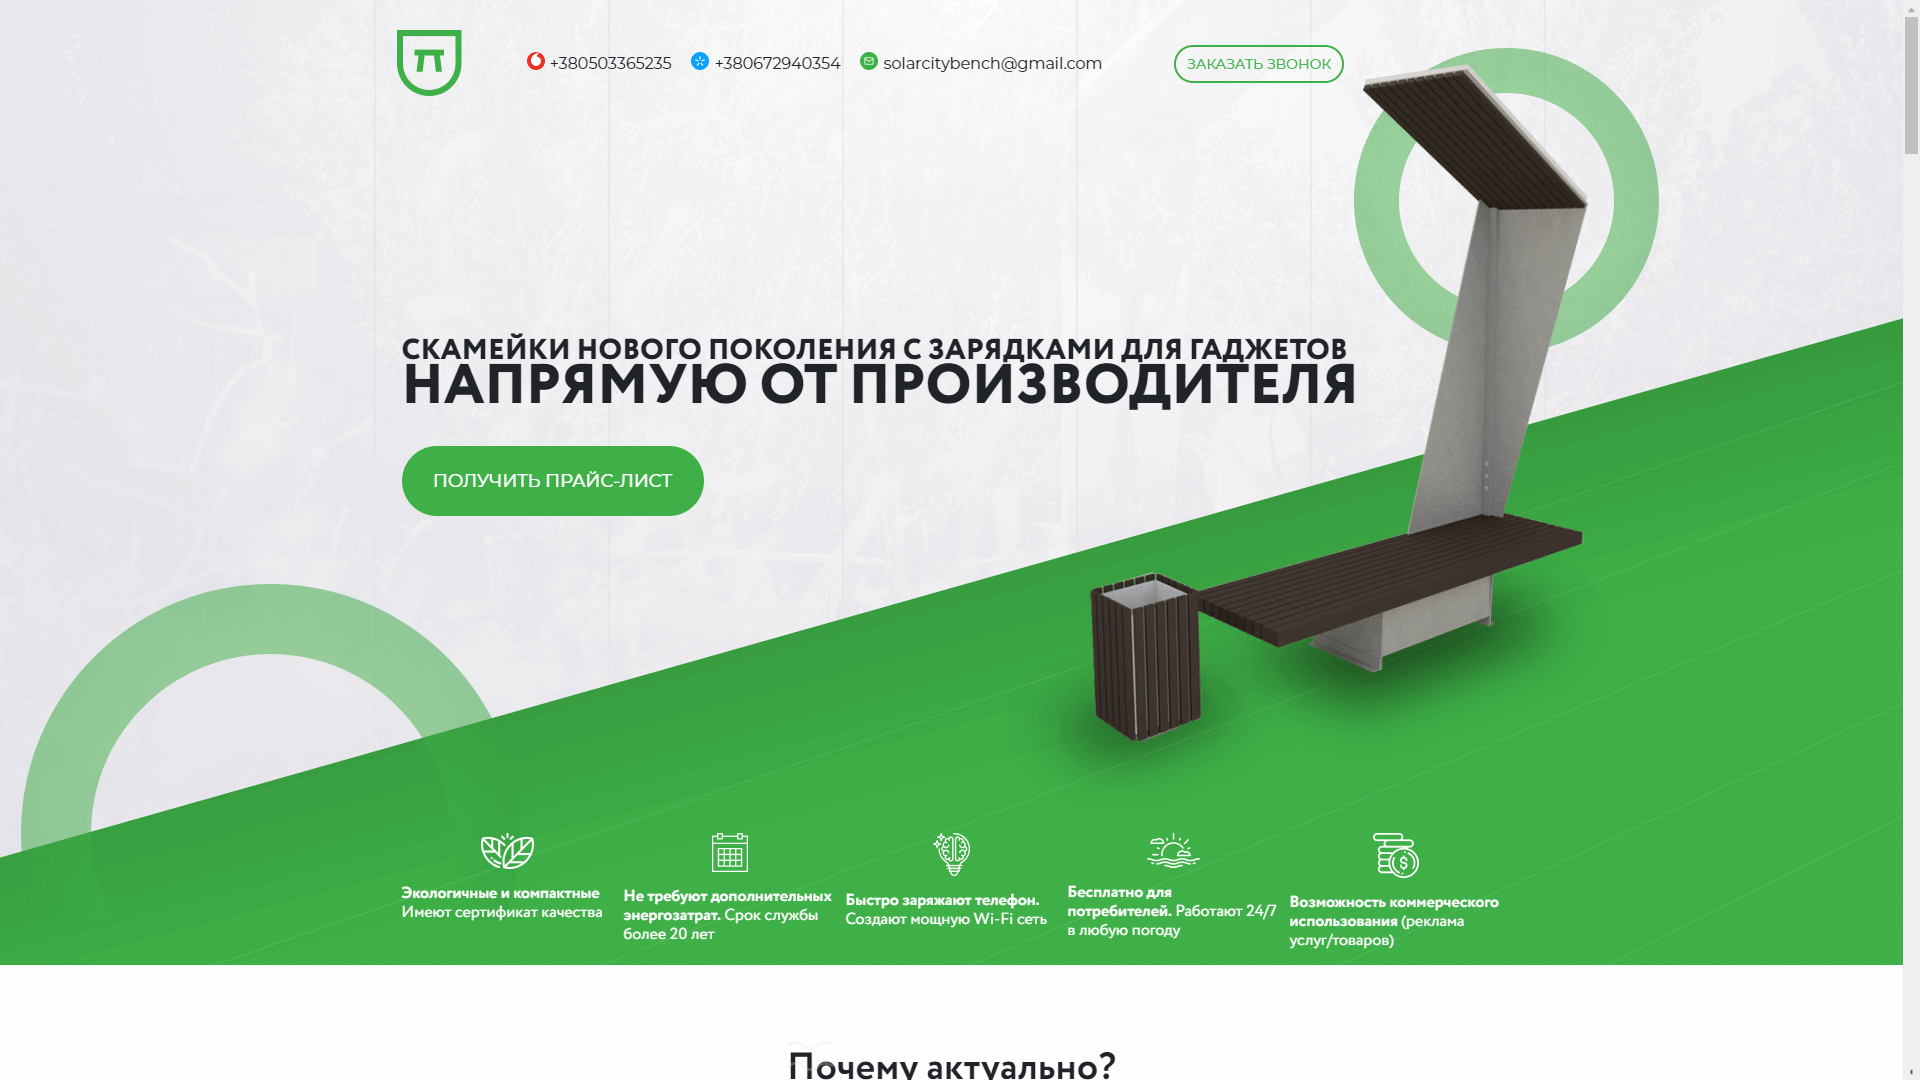 +380503365235 +380672940354 solarcitybench@gmail.com ЗАКАЗАТЬ ЗВОНОК
СКАМЕЙКИ НОВОГО ПОКОЛЕНИЯ С ЗАРЯДКАМИ ДЛЯ ГАДЖЕТОВ
НАПРЯМУЮ ОТ ПРОИЗВОДИТЕЛЯ
ПОЛУЧИТЬ ПРАЙС-ЛИСТ
Экологичные и компактные
Имеют сертификат качества
Не требуют дополнительных
энергозатрат. Срок службы
более 20 лет
Быстро заряжают телефон.
Создают мощную Wi-Fi сеть
Бесплатно для
потребителей. Работают 24/7
в любую погоду
Возможность коммерческого
использования (реклама
услуг/товаров)
Почему актуально?